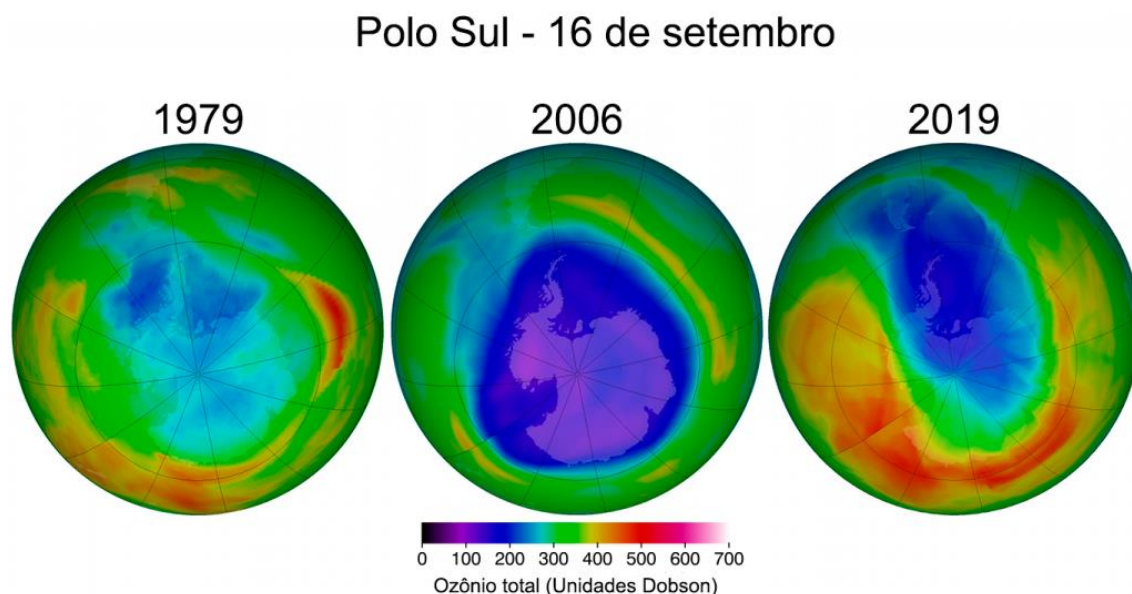 Polo Sul - 16 de setembro
1979 2006 2019
0 100 200 300 400 500 600 700
Ozônio total (Unidades Dobson)